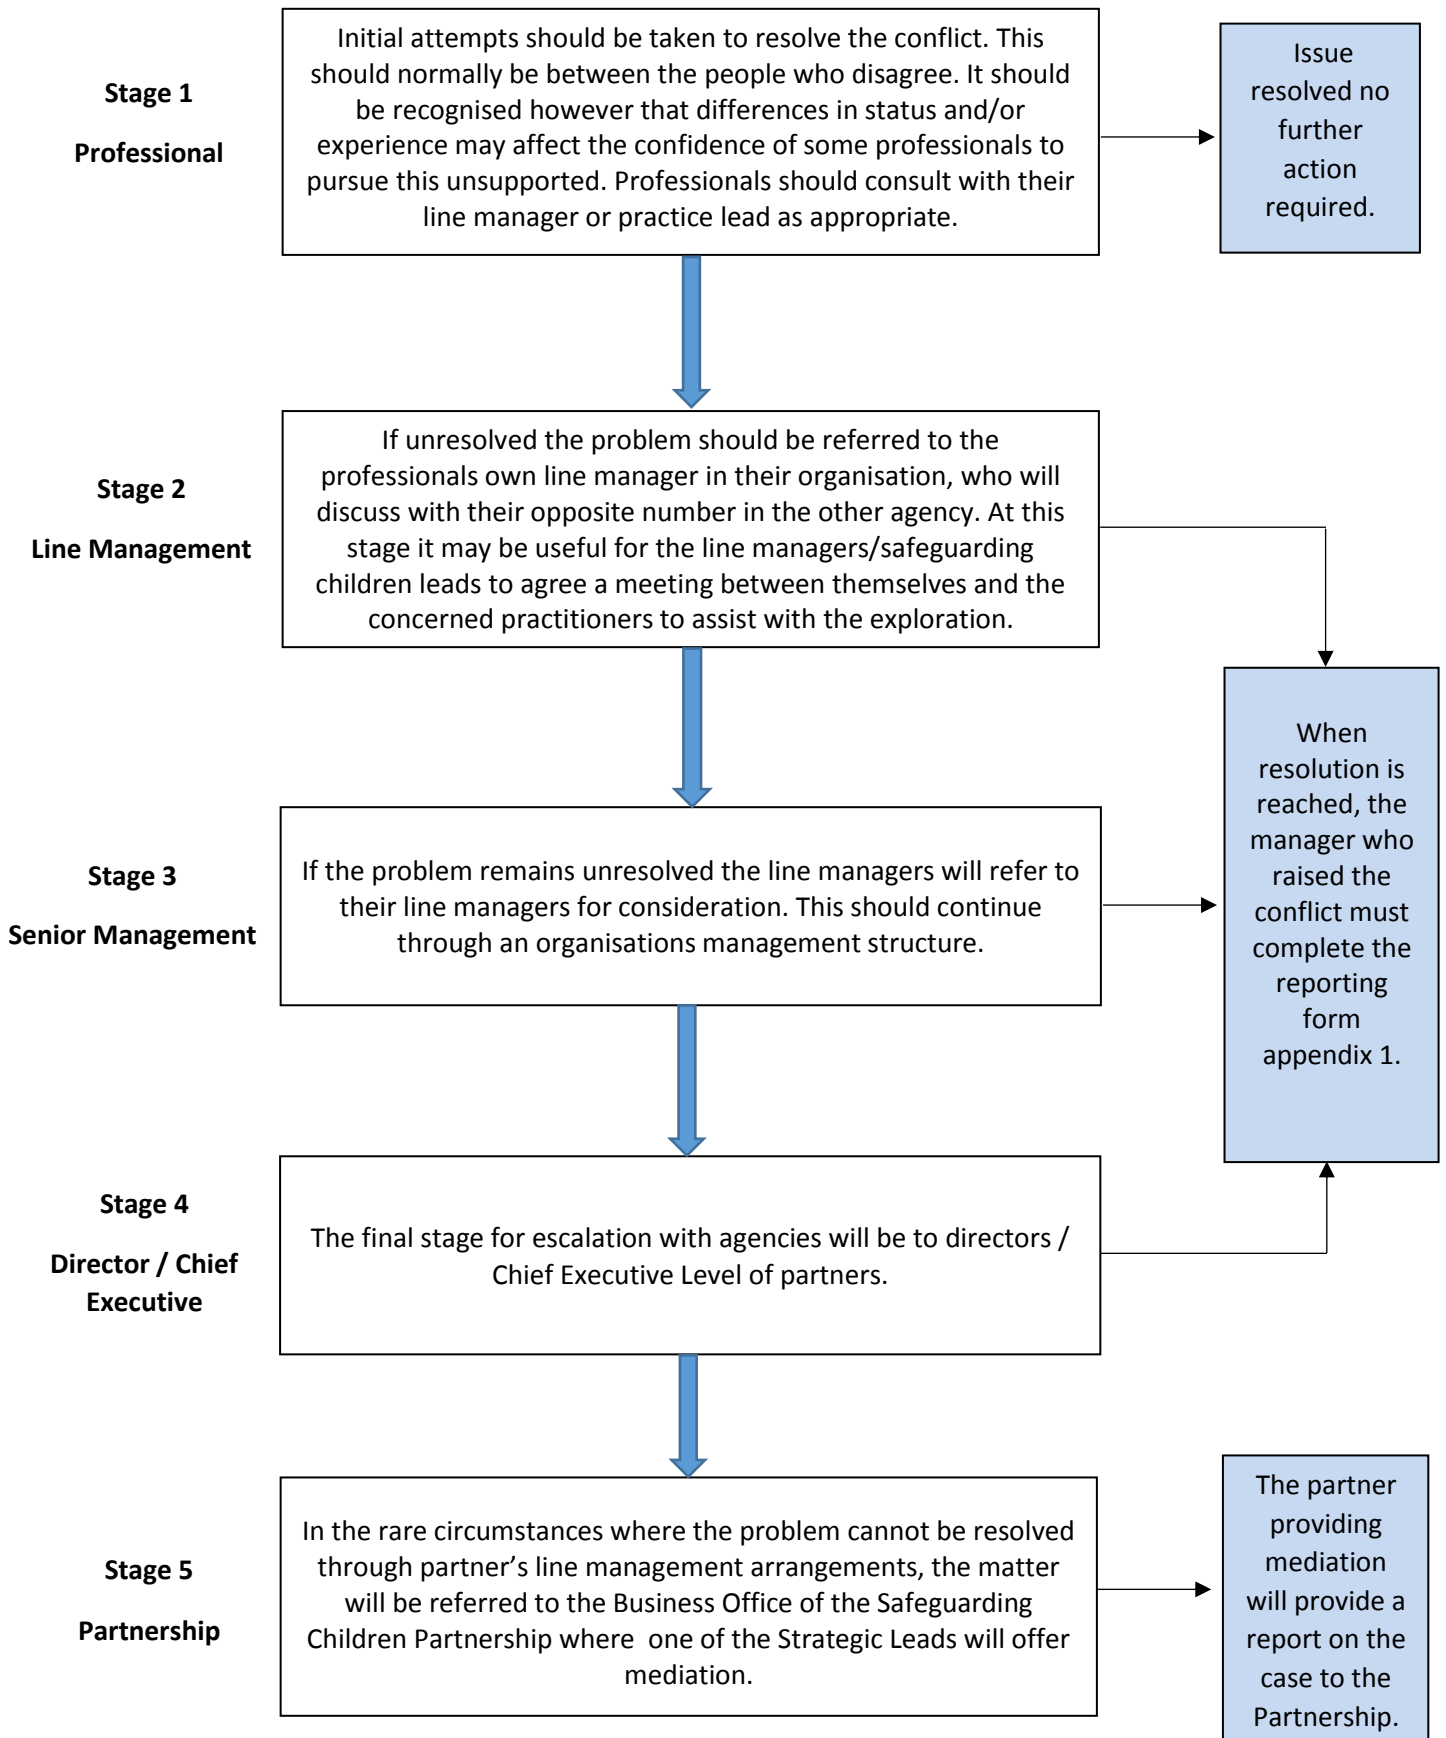 Stage 1
Professional
Initial attempts should be taken to resolve the conflict. This
should normally be between the people who disagree. It should
be recognised however that differences in status and/or
experience may affect the confidence of some professionals to
pursue this unsupported. Professionals should consult with their
line manager or practice lead as appropriate.
Issue
resolved no
further
action
required.
Stage 2
Line Management
If unresolved the problem should be referred to the
professionals own line manager in their organisation, who will
discuss with their opposite number in the other agency. At this
stage it may be useful for the line managers/safeguarding
children leads to agree a meeting between themselves and the
concerned practitioners to assist with the exploration.
When
resolution is
reached, the
manager who
raised the
conflict must
complete the
reporting
form
appendix 1.
Stage 3
Senior Management
If the problem remains unresolved the line managers will refer to
their line managers for consideration. This should continue
through an organisations management structure.
Stage 4
Director / Chief
Executive
The final stage for escalation with agencies will be to directors /
Chief Executive Level of partners.
Stage 5
Partnership
In the rare circumstances where the problem cannot be resolved
through partner’s line management arrangements, the matter
will be referred to the Business Office of the Safeguarding
Children Partnership where  one of the Strategic Leads will offer
mediation.
The partner
providing
mediation
will provide a
report on the
case to the
Partnership.